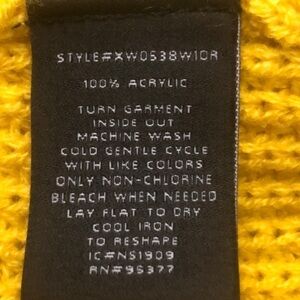 STYLE#XW0538W10R
100% ACRYLIC
TURN GARMENT
INSIDE OUT
MACHINE WASH
COLD GENTLE CYCLE
WITH LIKE COLORS
ONLY NON-CHLORINE
BLEACH WHEN NEEDED
LAY FLAT TO DRY
COOL IRON
TO RESHAPE
IC#NS1909
RN#96377